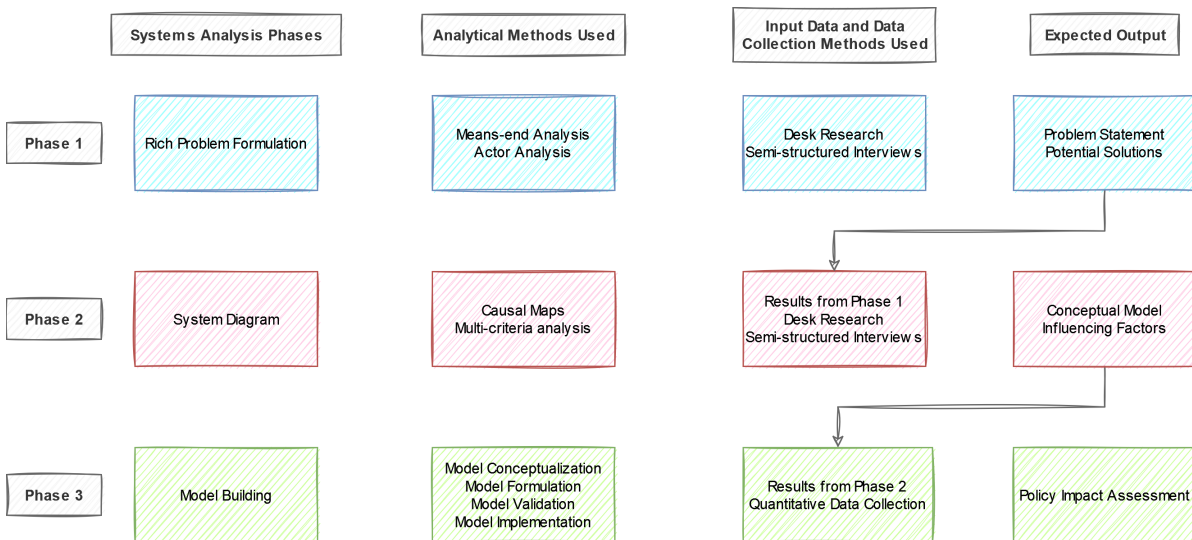 Systems Analysis Phases
Analytical Methods Used
Input Data and Data
Collection Methods Used
Expected Output
Phase 1
Rich Problem Formulation
Means-end Analysis
Actor Analysis
Desk Research
Semi-structured Interviews
Problem Statement
Potential Solutions
Phase 2
System Diagram
Causal Maps
Multi-criteria analysis
Results from Phase 1
Desk Research
Semi-structured Interviews
Conceptual Model
Influencing Factors
Phase 3
Model Building
Model Conceptualization
Model Formulation
Model Validation
Model Implementation
Results from Phase 2
Quantitative Data Collection
Policy Impact Assessment